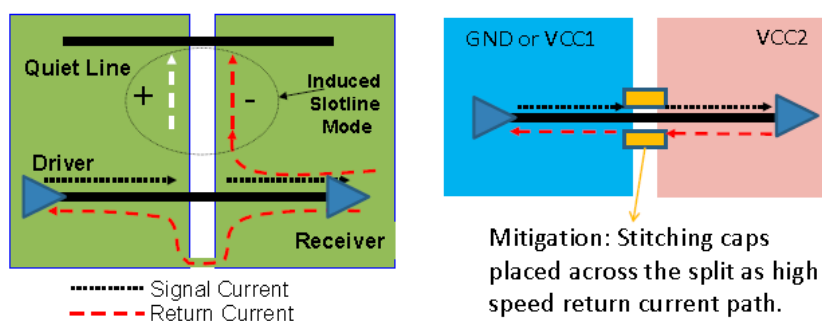 Quiet Line
+
-
Induced
Slotline
Mode
Driver
Receiver
Signal Current
Return Current
GND or VCC1
VCC2
Mitigation: Stitching caps
placed across the split as high
speed return current path.